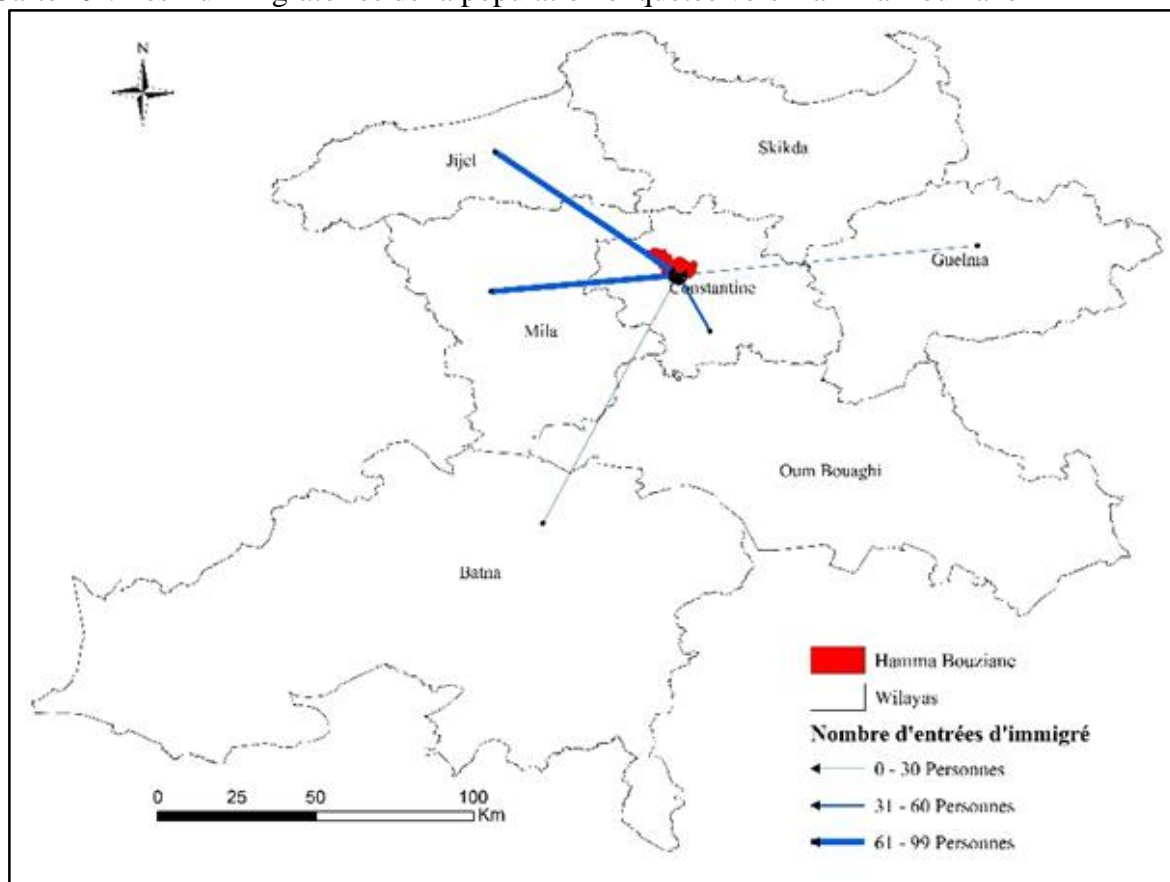 N
Skikda
Jijel
Guelma
Constantine
Mila
Oum Bouaghi
Batna
Hamma Bouziane
Wilayas
Nombre d'entrées d'immigré
0 - 30 Personnes
31 - 60 Personnes
61 - 99 Personnes
0 25 50 100
Km